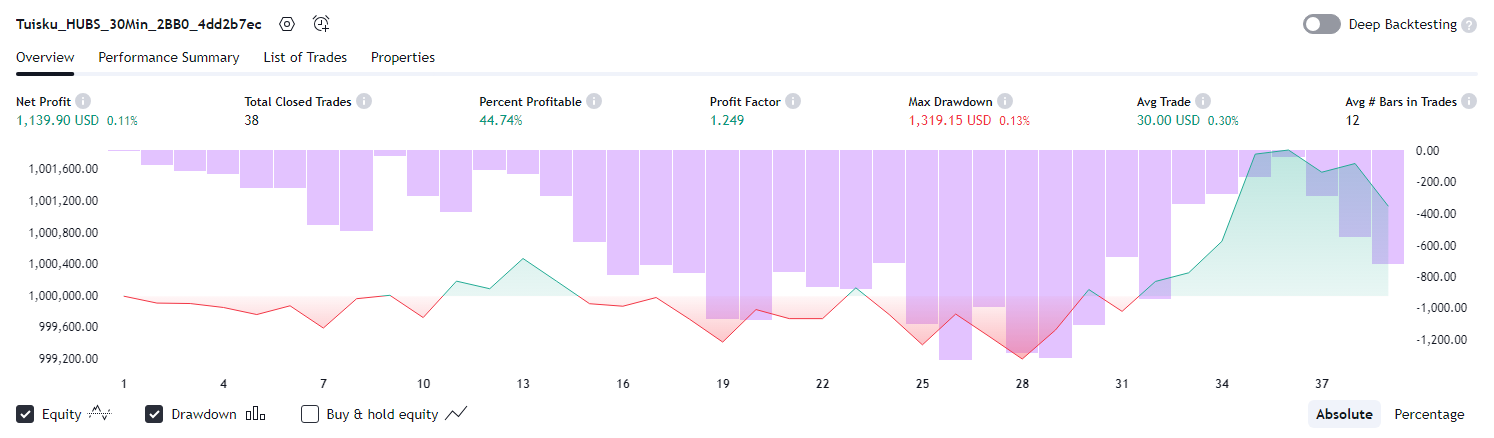 Tuisku_HUBS_30Min_2BB0_4dd2b7ec Deep Backtesting ?
Overview Performance Summary List of Trades Properties
Net Profit Total Closed Trades Percent Profitable Profit Factor Max Drawdown Avg Trade Avg # Bars in Trades
1,139.90 USD 0.11% 38 44.74% 1.249 1,319.15 USD 0.13% 30.00 USD 0.30% 12
0.00
1,001,600.00
-200.00
1,001,200.00
-400.00
1,000,800.00
-600.00
1,000,400.00
-800.00
1,000,000.00
-1,000.00
999,600.00
-1,200.00
999,200.00
1 4 7 10 13 16 19 22 25 28 31 34 37
Equity Drawdown Buy & hold equity Absolute Percentage